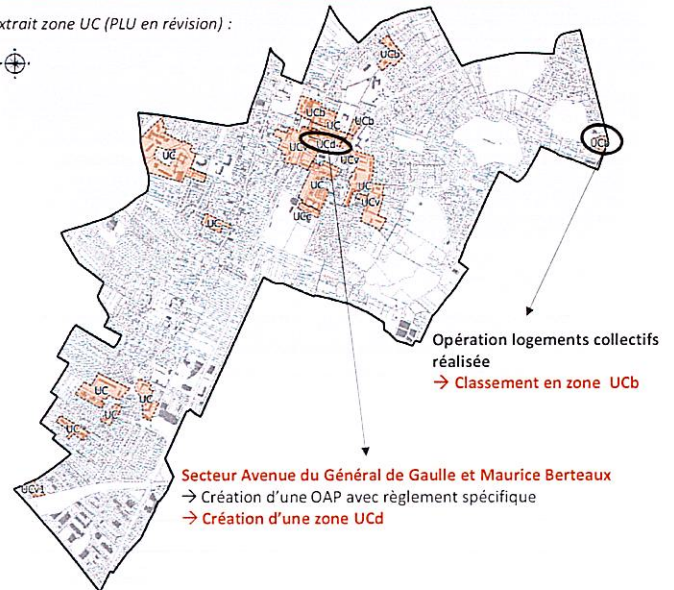 xtrait zone UC (PLU en révision) :
UCb
UCb
UC
UCb
UCb
UC
UCv
UCd
UCv
UC
UC
UC
UCv
UC
UC
UC
UC
UC
UCv1
Opération logements collectifs
réalisée
→ Classement en zone UCb
Secteur Avenue du Général de Gaulle et Maurice Berteaux
→ Création d'une OAP avec règlement spécifique
→ Création d'une zone UCd